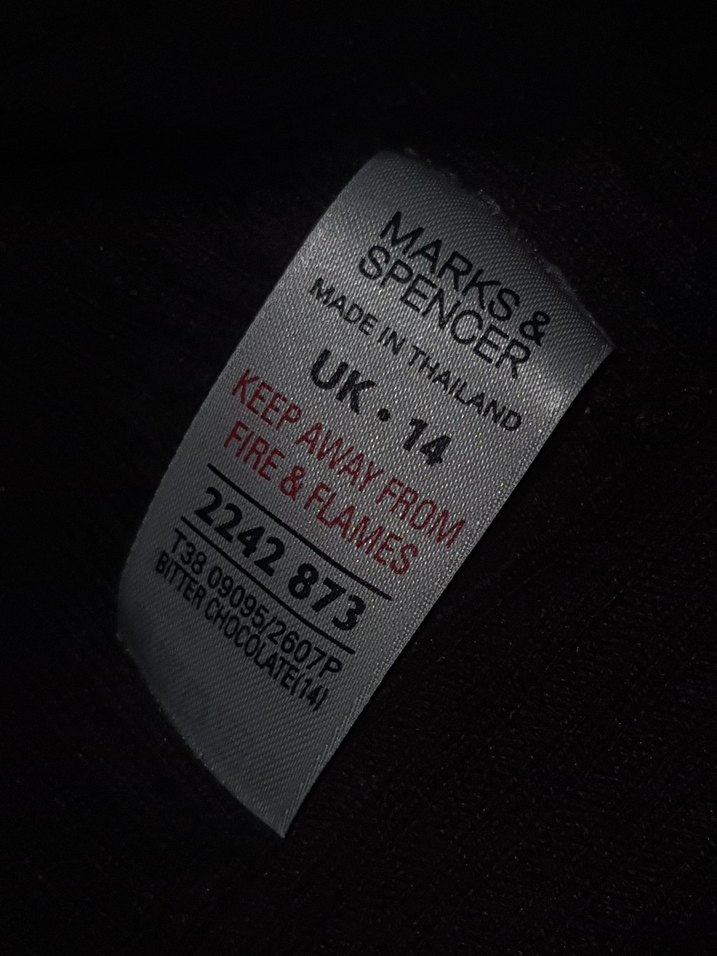 MARKS &
SPENCER
MADE IN THAILAND
UK • 14
KEEP AWAY FROM
FIRE & FLAMES
2242 873
T38 09095/2607P
BITTER CHOCOLATE(14)